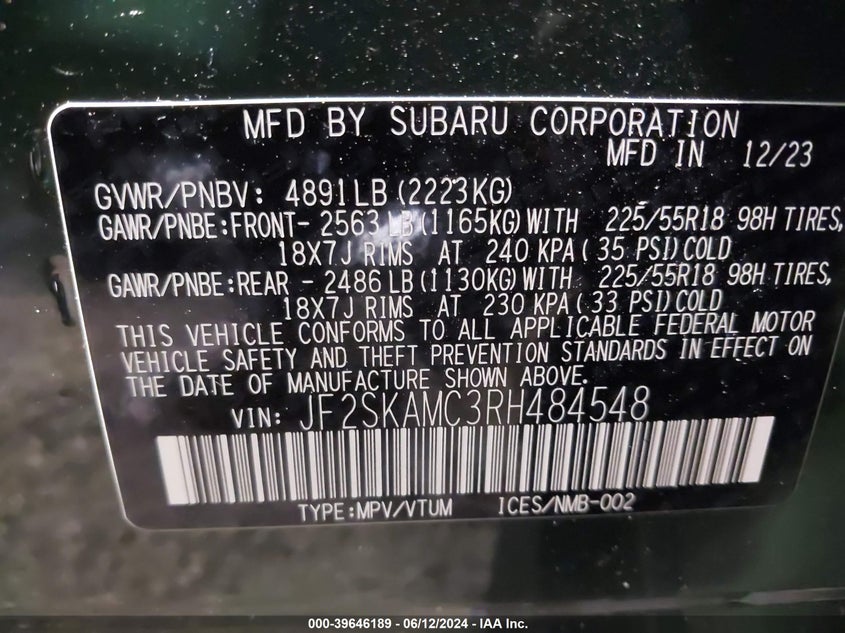 MFD BY SUBARU CORPORATION
MFD IN 12/23
GVWR/PNBV: 4891LB (2223KG)
GAWR/PNBE:FRONT- 2563 LB (1165KG) WITH 225/55R18 98H TIRES,
18X7J RIMS AT 240 KPA ( 35 PSI) COLD
GAWR/PNBE:REAR - 2486 LB (1130KG) WITH 225/55R18 98H TIRES,
18X7J RIMS AT 230 KPA ( 33 PSI) COLD
THIS VEHICLE CONFORMS TO ALL APPLICABLE FEDERAL MOTOR
VEHICLE SAFETY AND THEFT PREVENTION STANDARDS IN EFFECT ON
THE DATE OF MANUFACTURE SHOWN ABOVE.
VIN: JF2SKAMC3RH484548
TYPE:MPV/VTUM ICES/NMB-002
000-39646189 - 06/12/2024 - IAA, Inc.